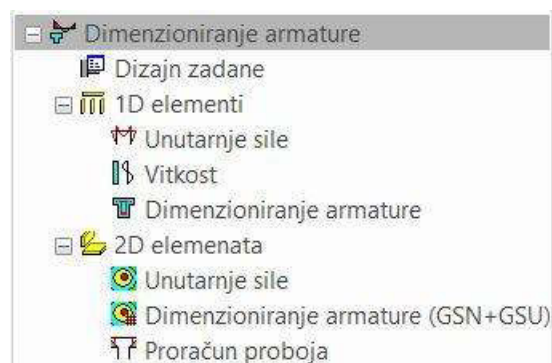 Dimenzioniranje armature
Dizajn zadane
1D elementi
Unutarnje sile
Vitkost
Dimenzioniranje armature
2D elemenata
Unutarnje sile
Dimenzioniranje armature (GSN+GSU)
Proračun proboja